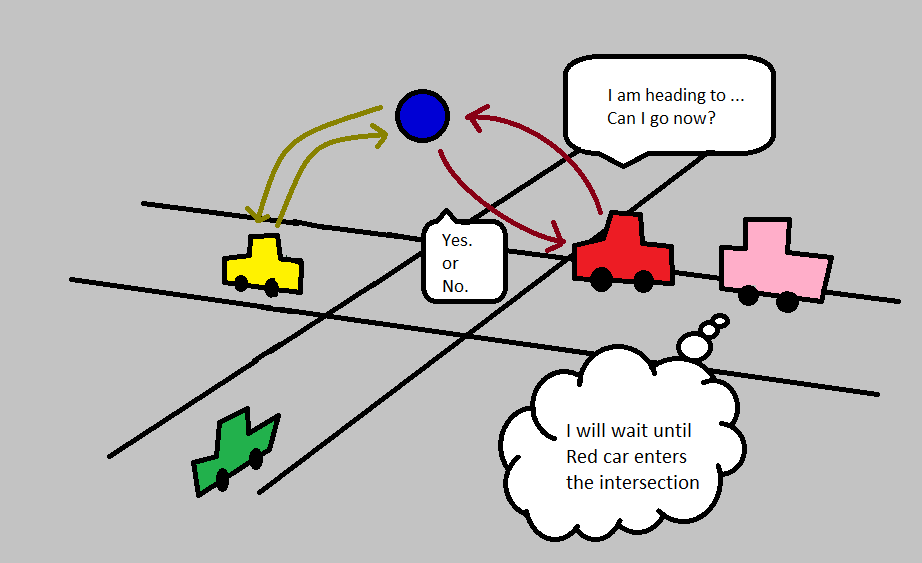 I am heading to ...
Can I go now?
Yes.
or
No.
I will wait until
Red car enters
the intersection